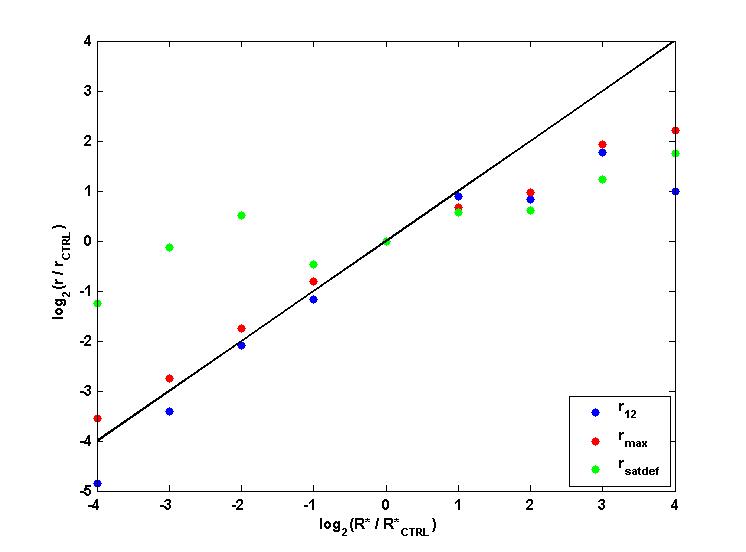 4
3
2
1
0
-1
-2
-3
-4
-5
log2(r / rCTRL)
-4 -3 -2 -1 0 1 2 3 4
log2(R* / R*CTRL)
r12
rmax
rsatdef